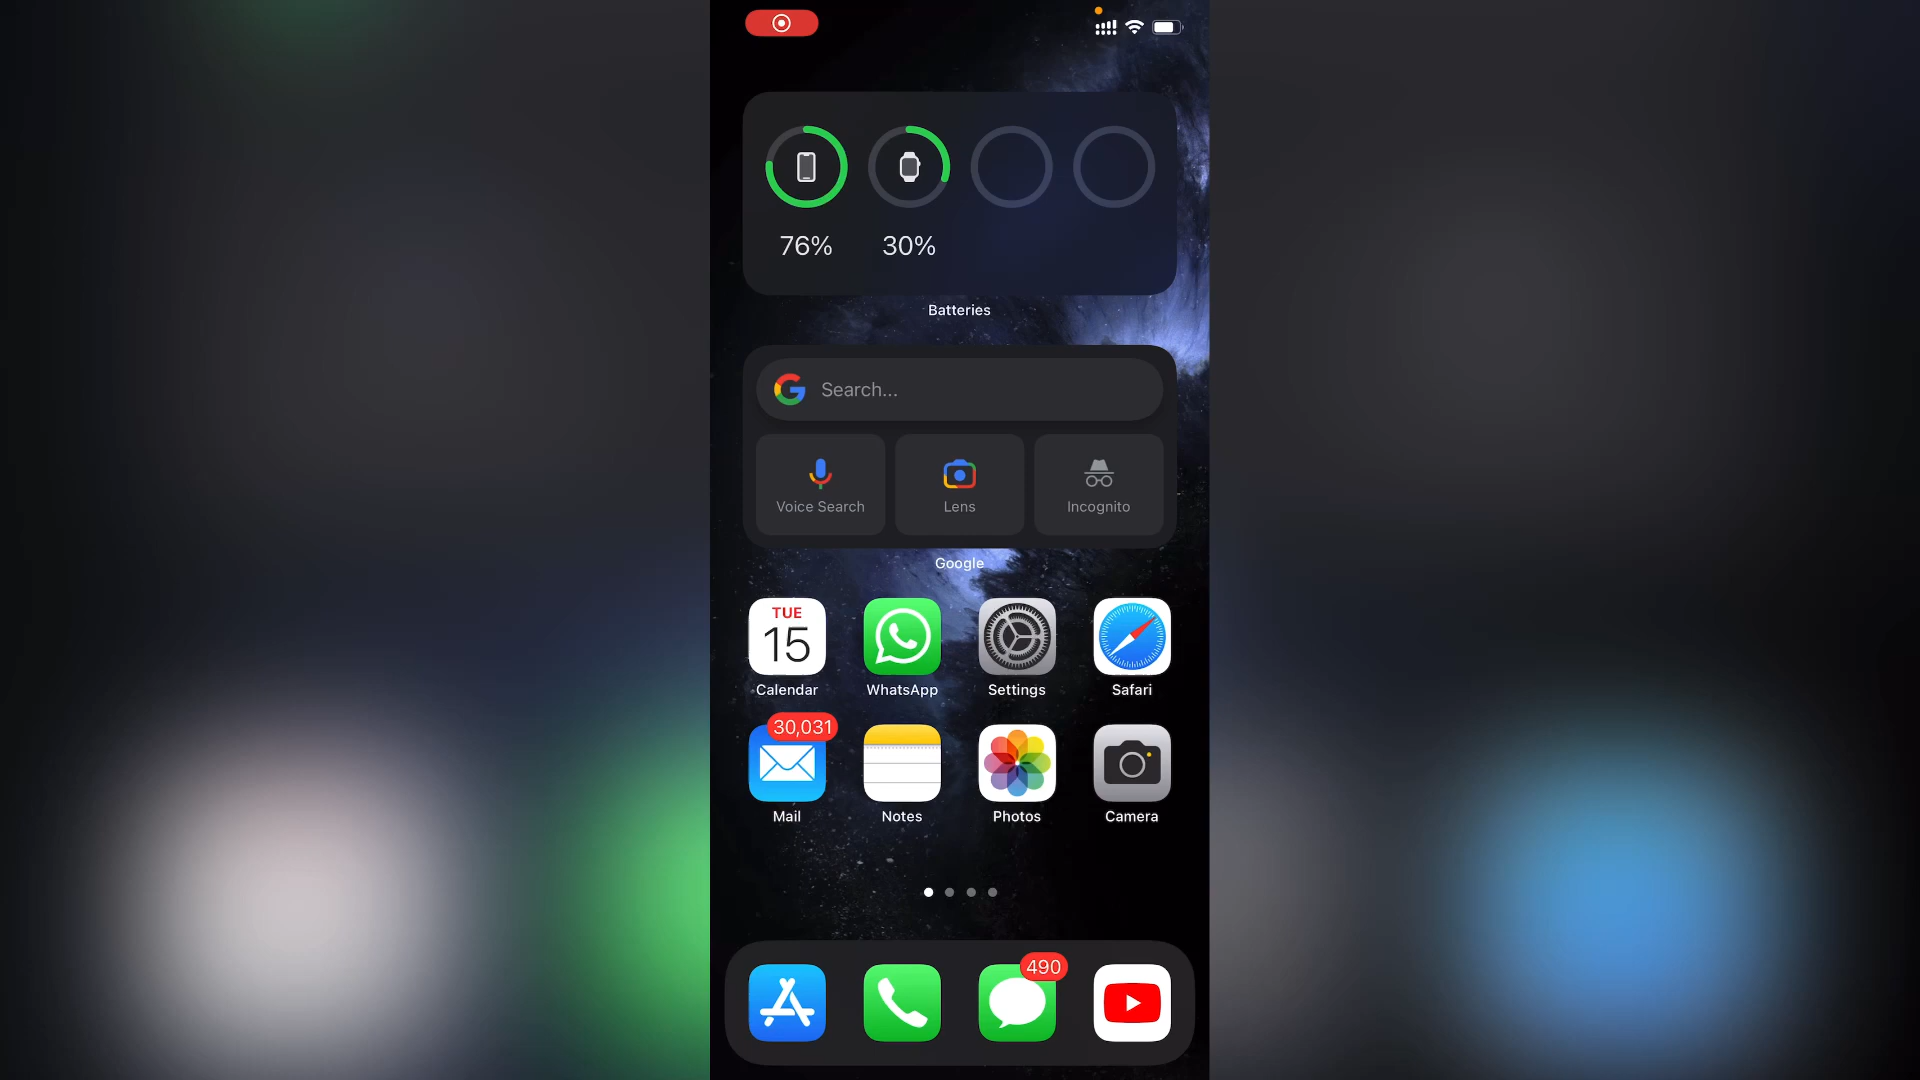 76% 30%
Batteries
Search...
Voice Search Lens Incognito
Google
TUE
15
Calendar WhatsApp Settings Safari
30,031
Mail Notes Photos Camera
490